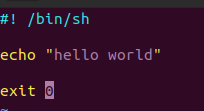 #! /bin/sh
echo "hello world"
exit 0
~